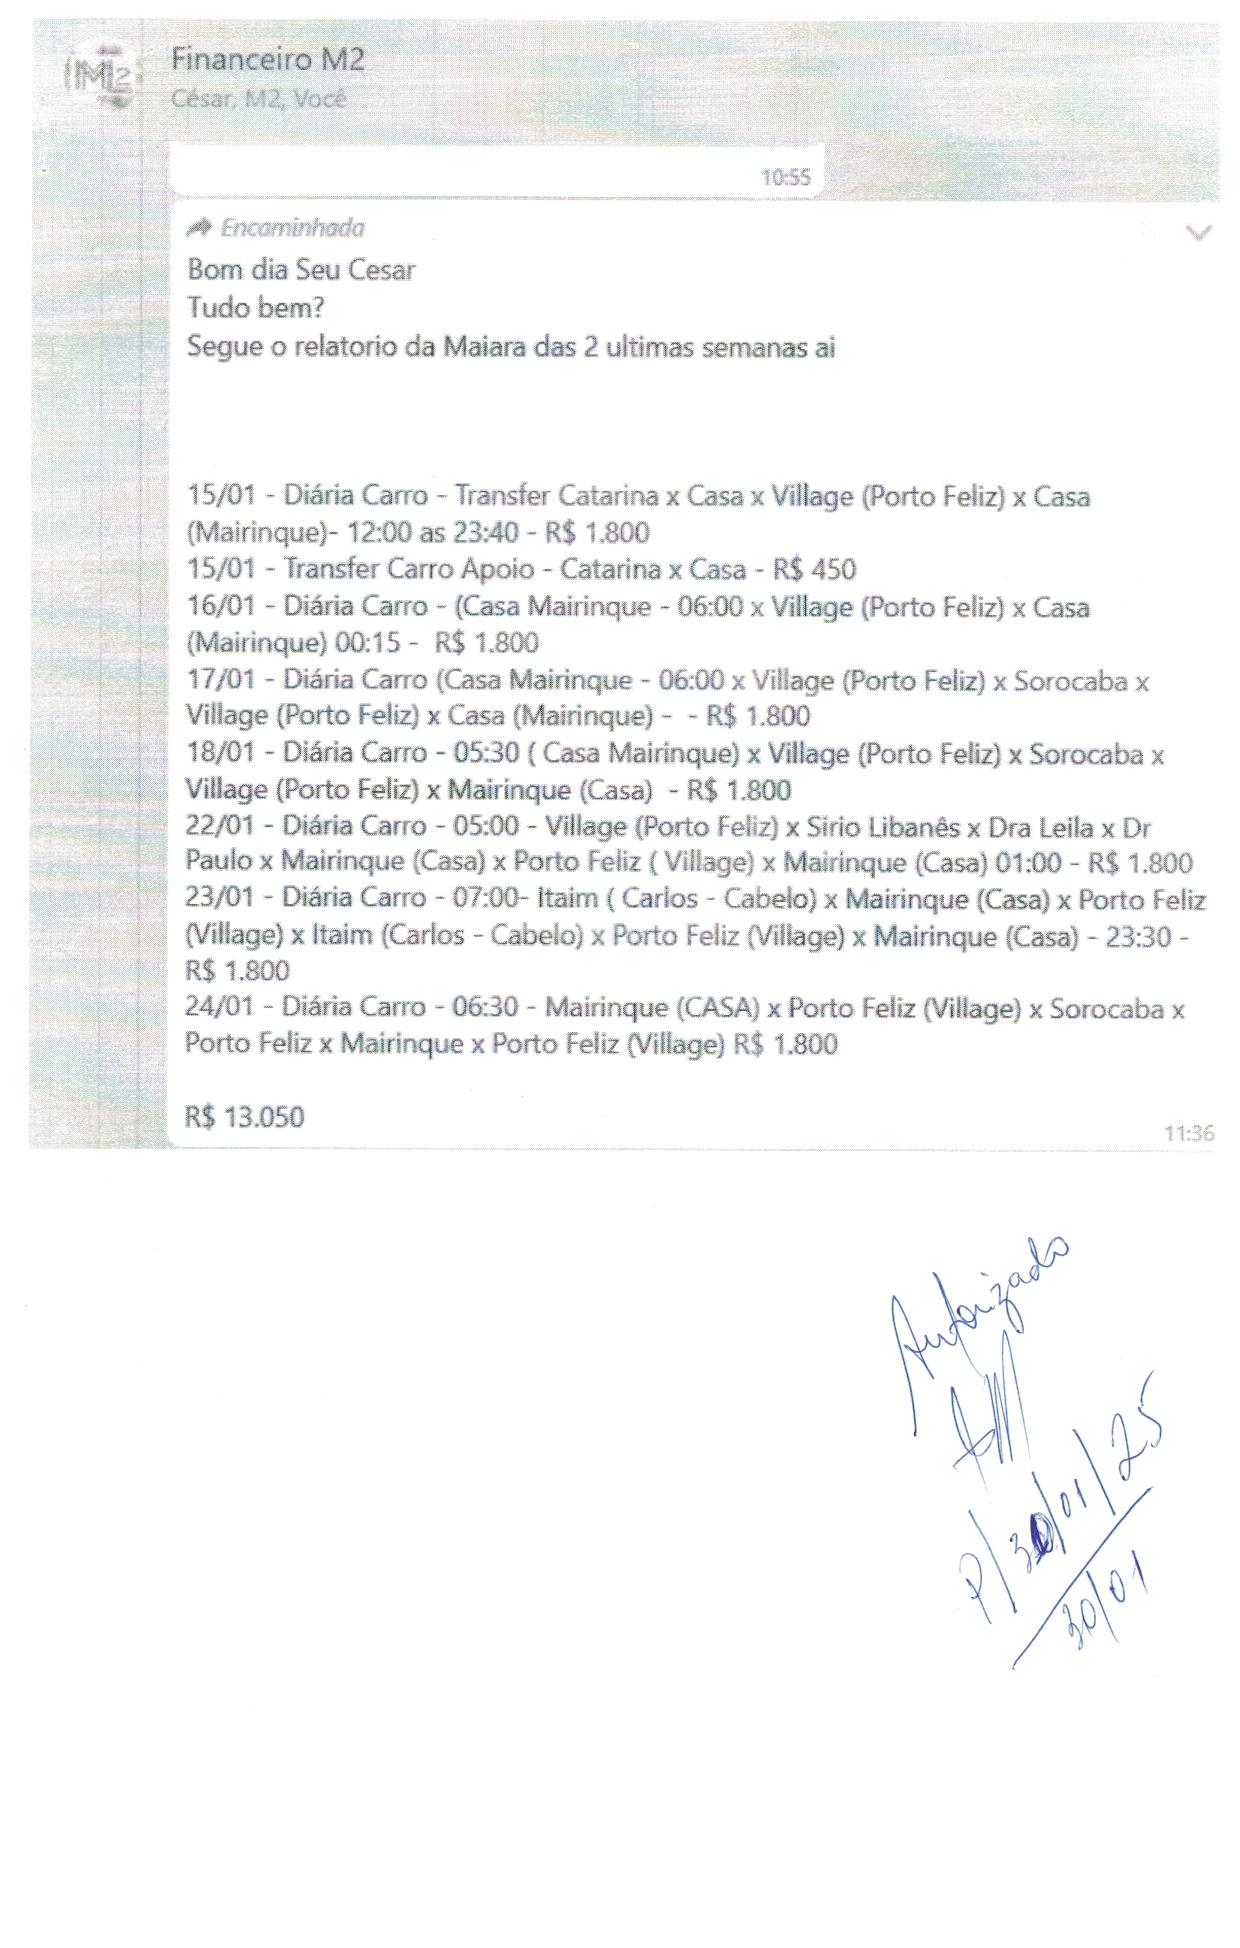 M2
Financeiro M2
César, M2, Você
10:55
Encaminhada
Bom dia Seu Cesar
Tudo bem?
Segue o relatorio da Maiara das 2 ultimas semanas ai
15/01 - Diária Carro - Transfer Catarina x Casa x Village (Porto Feliz) x Casa
(Mairinque)- 12:00 as 23:40 - R$ 1.800
15/01 - Transfer Carro Apoio - Catarina x Casa - R$ 450
16/01 - Diária Carro - (Casa Mairinque - 06:00 x Village (Porto Feliz) x Casa
(Mairinque) 00:15 - R$ 1.800
17/01 - Diária Carro (Casa Mairinque - 06:00 x Village (Porto Feliz) x Sorocaba x
Village (Porto Feliz) x Casa (Mairinque) - - R$ 1.800
18/01 - Diária Carro - 05:30 ( Casa Mairinque) x Village (Porto Feliz) x Sorocaba x
Village (Porto Feliz) x Mairinque (Casa) - R$ 1.800
22/01 - Diária Carro - 05:00 - Village (Porto Feliz) x Sirio Libanês x Dra Leila x Dr
Paulo x Mairinque (Casa) x Porto Feliz ( Village) x Mairinque (Casa) 01:00 - R$ 1.800
23/01 - Diária Carro - 07:00- Itaim ( Carlos - Cabelo) x Mairinque (Casa) x Porto Feliz
(Village) x Itaim (Carlos - Cabelo) x Porto Feliz (Village) x Mairinque (Casa) - 23:30 -
R$ 1.800
24/01 - Diária Carro - 06:30 - Mairinque (CASA) x Porto Feliz (Village) x Sorocaba x
Porto Feliz x Mairinque x Porto Feliz (Village) R$ 1.800
R$ 13.050
11:36
Autorizado
P/30/01/25
30/01